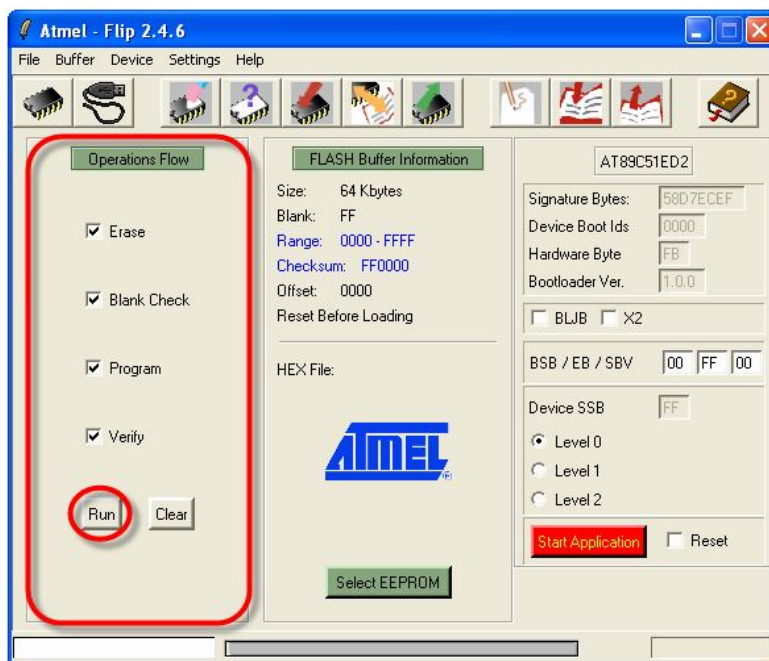 Atmel - Flip 2.4.6
File Buffer Device Settings Help
Operations Flow
Erase
Blank Check
Program
Verify
Run Clear
FLASH Buffer Information
Size: 64 Kbytes
Blank: FF
Range: 0000 - FFFF
Checksum: FF0000
Offset: 0000
Reset Before Loading
HEX File:
ATMEL
®
Select EEPROM
AT89C51ED2
Signature Bytes: 58D7ECEF
Device Boot Ids 0000
Hardware Byte FB
Bootloader Ver. 1.0.0
BLJB X2
BSB / EB / SBV 00 FF 00
Device SSB FF
Level 0
Level 1
Level 2
Start Application Reset